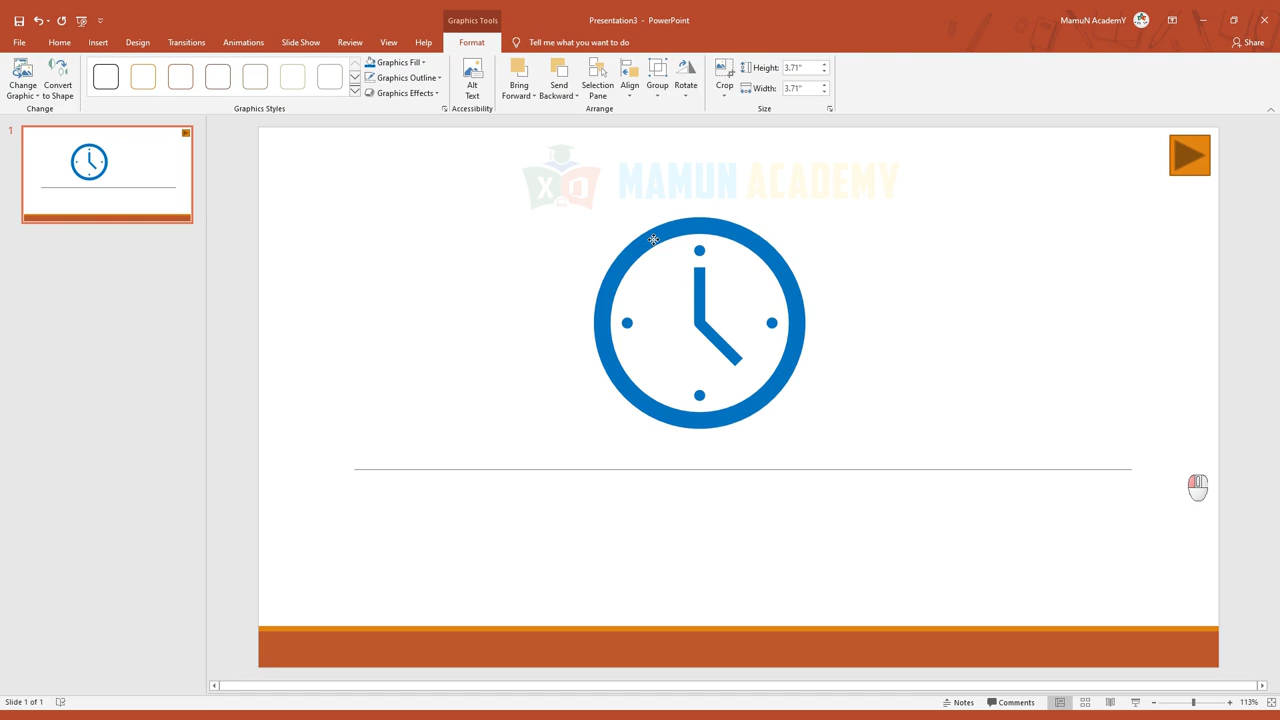 Graphics Tools
Presentation3 - PowerPoint
MamuN AcademY
File Home Insert Design Transitions Animations Slide Show Review View Help Format Tell me what you want to do
Share
Change Graphic
Convert to Shape
Graphics Fill
Graphics Outline
Graphics Effects
Alt Text
Bring Forward
Send Backward
Selection Pane
Align
Group
Rotate
Crop
Height: 3.71"
Width: 3.71"
Change
Graphics Styles
Accessibility
Arrange
Size
1
X
MAMUN ACADEMY
Slide 1 of 1
Notes
Comments
113%